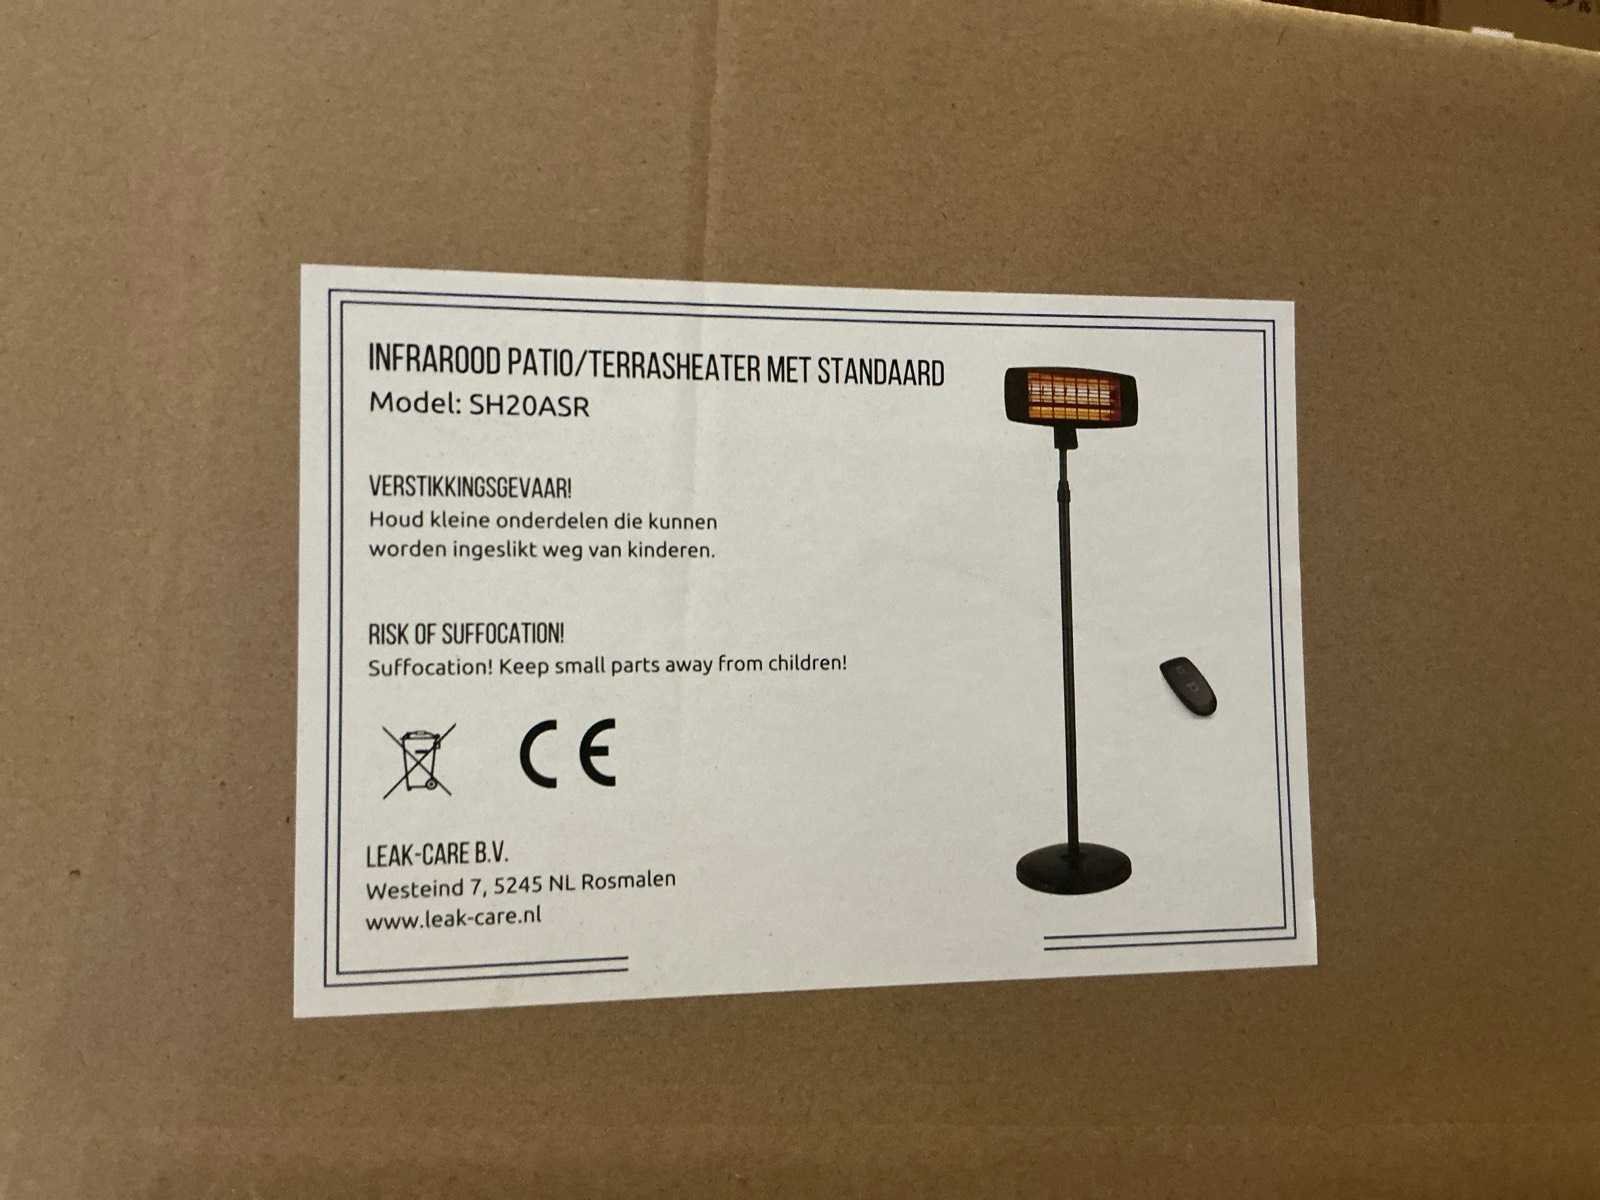 INFRAROOD PATIO/TERRASHEATER MET STANDAARD
Model: SH20ASR
VERSTIKKINGSGEVAAR!
Houd kleine onderdelen die kunnen
worden ingeslikt weg van kinderen.
RISK OF SUFFOCATION!
Suffocation! Keep small parts away from children!
CE
LEAK-CARE B.V.
Westeind 7, 5245 NL Rosmalen
www.leak-care.nl